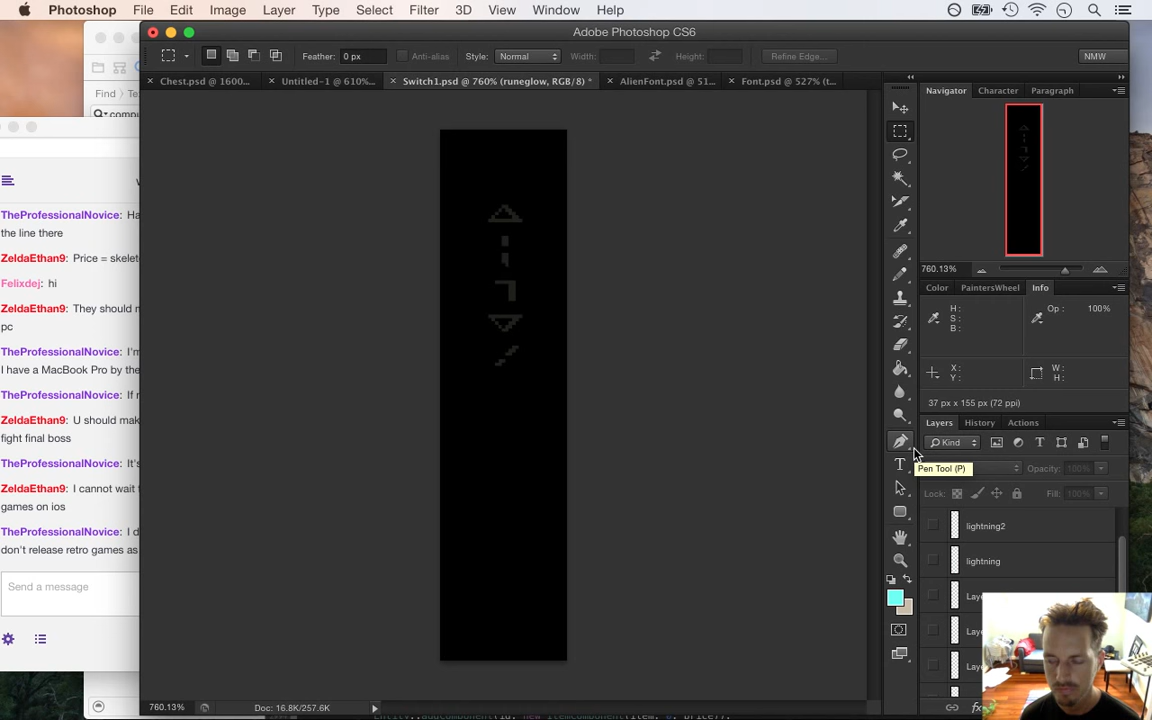 Photoshop File Edit Image Layer Type Select Filter 3D View Window Help
Adobe Photoshop CS6
Feather: 0 px Anti-alias Style: Normal Width: Height: Refine Edge... NMW
Chest.psd @ 1600... Untitled-1 @ 610%... Switch1.psd @ 760% (runeglow, RGB/8) * AlienFont.psd @ 51... Font.psd @ 527% (t...
Find
Navigator Character Paragraph
TheProfessionalNovice: Ha
the line there
ZeldaEthan9: Price = skelet
Felixdej: hi
ZeldaEthan9: They should
pc
TheProfessionalNovice: I'm
I have a MacBook Pro by the
TheProfessionalNovice: If
ZeldaEthan9: U should mak
fight final boss
TheProfessionalNovice: It's
ZeldaEthan9: I cannot wait
games on ios
TheProfessionalNovice: I d
don't release retro games as
Send a message
760.13%
Color PaintersWheel Info
H:
S:
B:
Op: 100%
X:
Y:
W:
H:
37 px x 155 px (72 ppi)
Layers History Actions
Kind
Pen Tool (P)
Opacity: 100%
Lock: Fill: 100%
lightning2
lightning
Laye
Laye
Laye
fx
760.13% Doc: 16.8K/257.6K